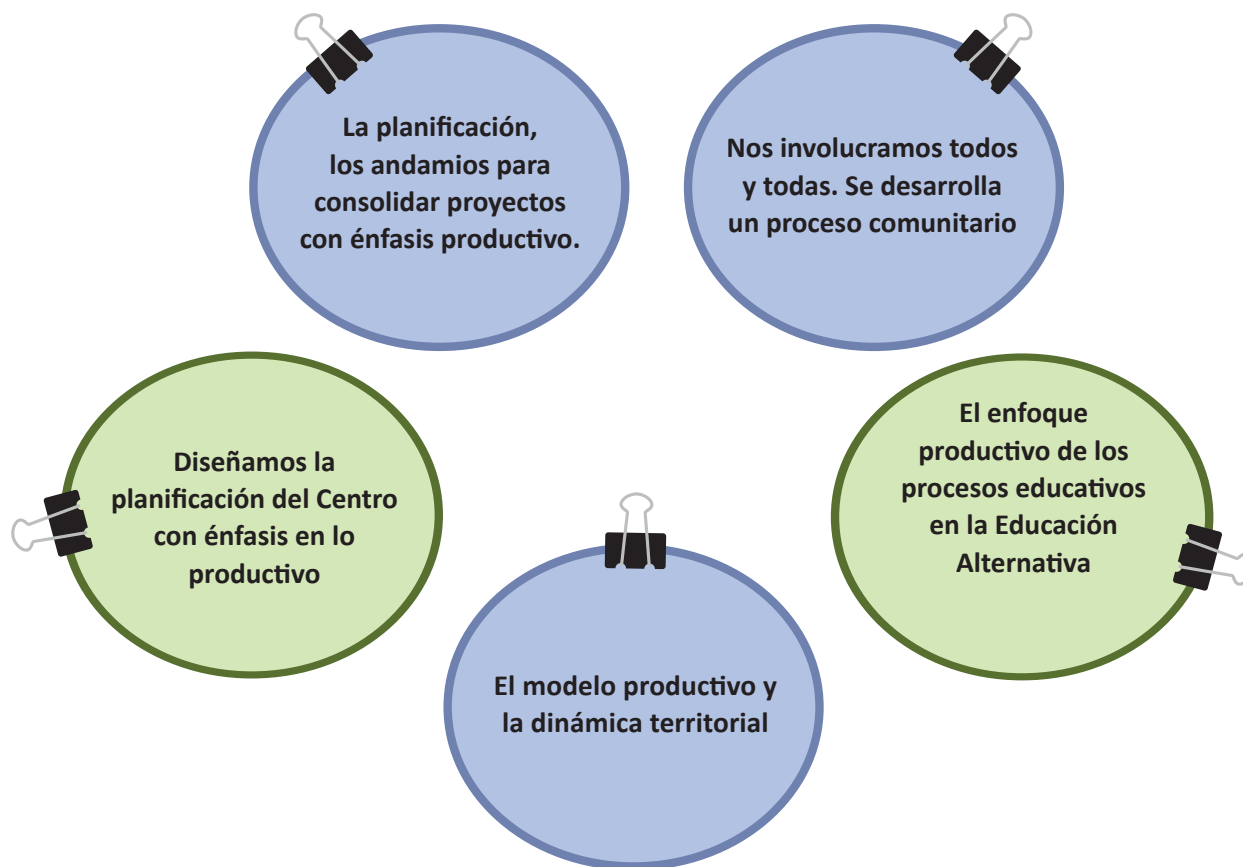 La planificación,
los andamios para
consolidar proyectos
con énfasis productivo.
Nos involucramos todos
y todas. Se desarrolla
un proceso comunitario
Diseñamos la
planificación del Centro
con énfasis en lo
productivo
El enfoque
productivo de los
procesos educativos
en la Educación
Alternativa
El modelo productivo y
la dinámica territorial